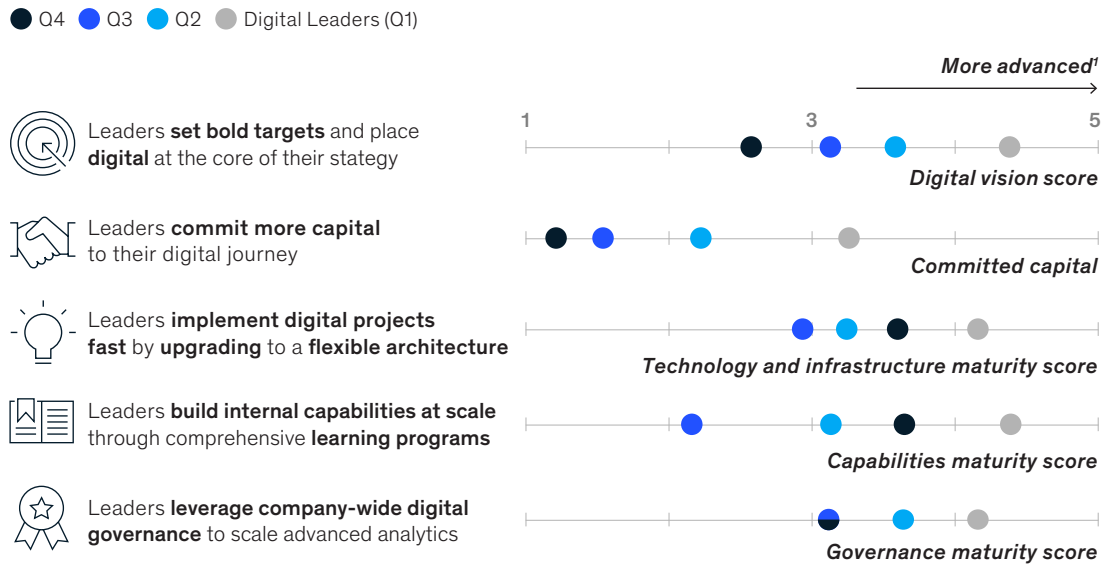 Q4 Q3 Q2 Digital Leaders (Q1)
More advanced¹
1 3 5
Leaders set bold targets and place
digital at the core of their stategy
Digital vision score
Leaders commit more capital
to their digital journey
Committed capital
Leaders implement digital projects
fast by upgrading to a flexible architecture
Technology and infrastructure maturity score
Leaders build internal capabilities at scale
through comprehensive learning programs
Capabilities maturity score
Leaders leverage company-wide digital
governance to scale advanced analytics
Governance maturity score